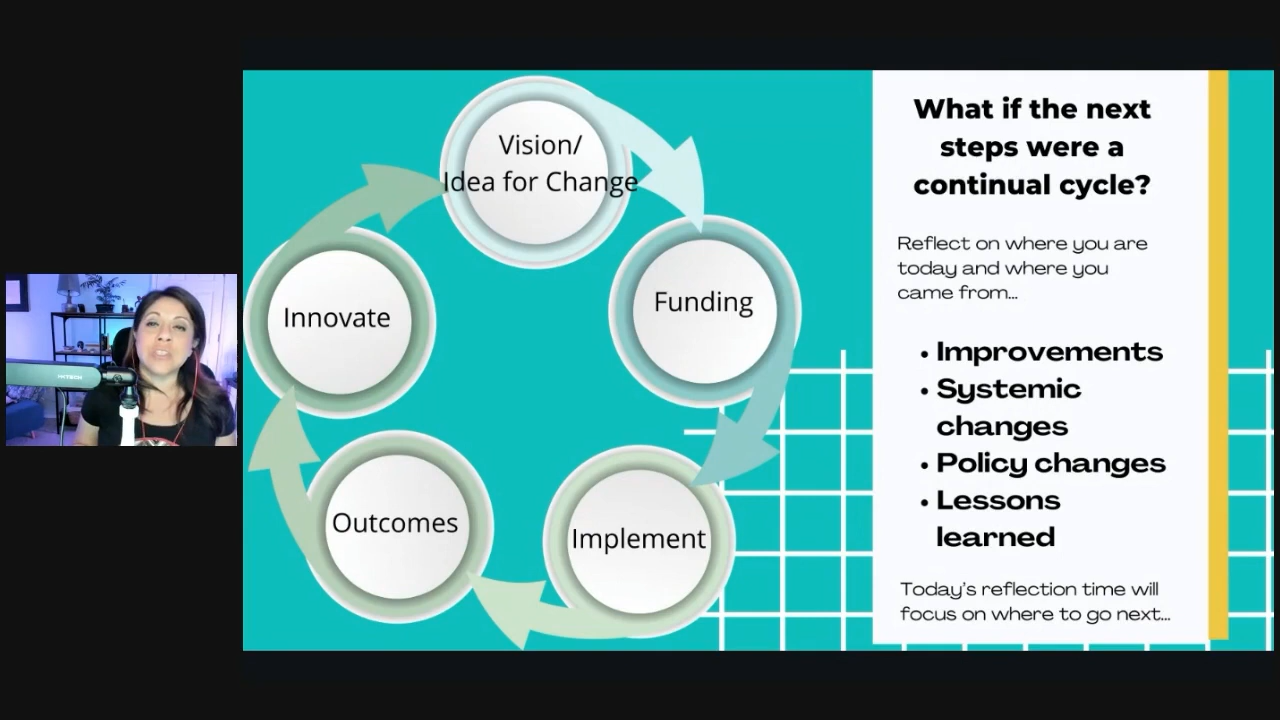 Vision/
Idea for Change
Funding
Implement
Outcomes
Innovate
What if the next
steps were a
continual cycle?
Reflect on where you are
today and where you
came from...
• Improvements
• Systemic
changes
• Policy changes
• Lessons
learned
Today's reflection time will
focus on where to go next...